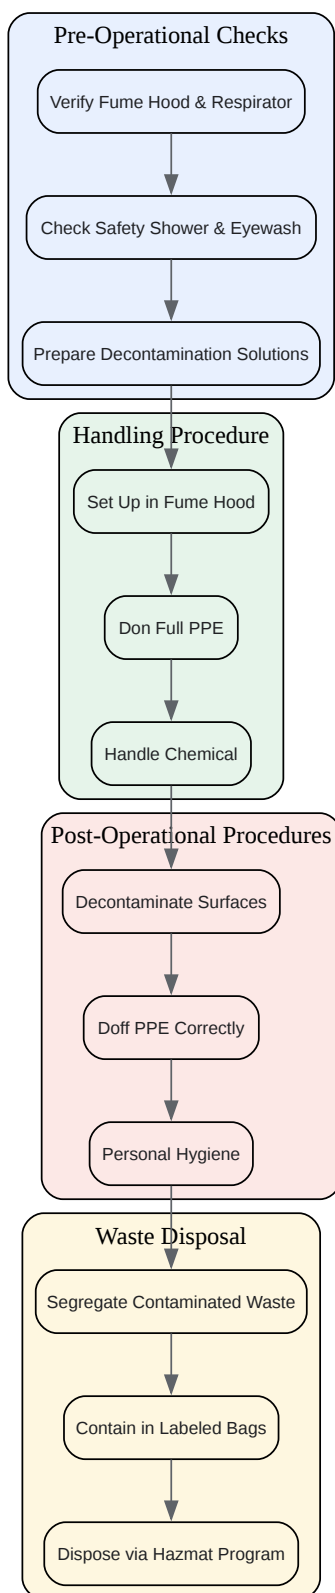 Pre-Operational Checks
Verify Fume Hood & Respirator
Check Safety Shower & Eyewash
Prepare Decontamination Solutions
Handling Procedure
Set Up in Fume Hood
Don Full PPE
Handle Chemical
Post-Operational Procedures
Decontaminate Surfaces
Doff PPE Correctly
Personal Hygiene
Waste Disposal
Segregate Contaminated Waste
Contain in Labeled Bags
Dispose via Hazmat Program